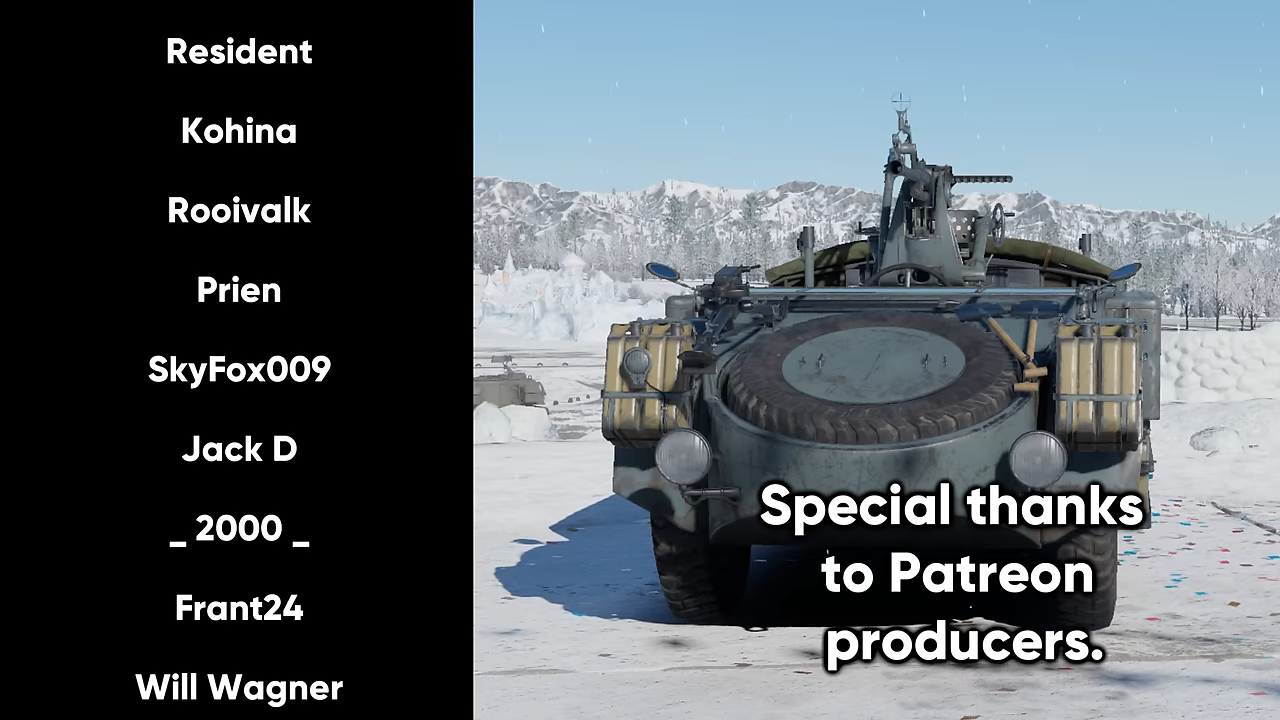 Resident
Kohina
Rooivalk
Prien
SkyFox009
Jack D
_ 2000 _
Frant24
Will Wagner
Special thanks
to Patreon
producers.